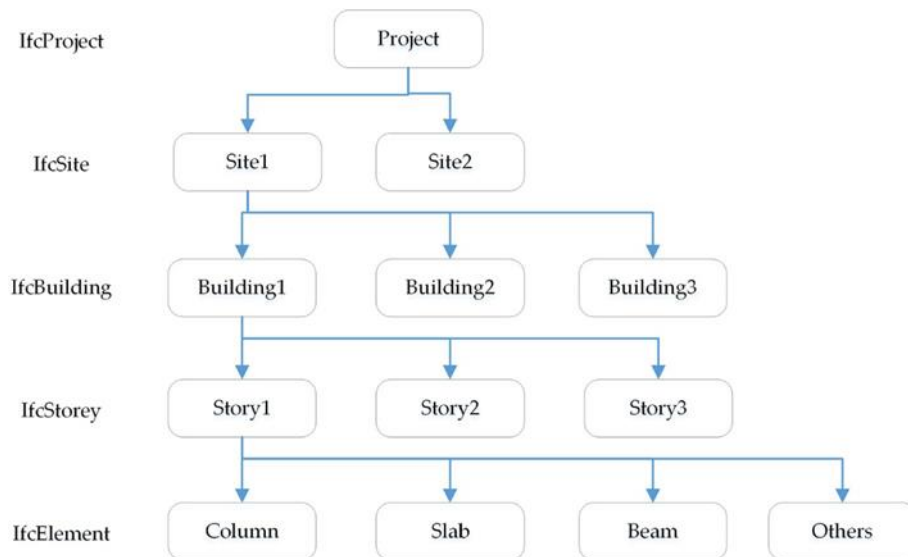 IfcProject Project
IfcSite Site1 Site2
IfcBuilding Building1 Building2 Building3
IfcStorey Story1 Story2 Story3
IfcElement Column Slab Beam Others